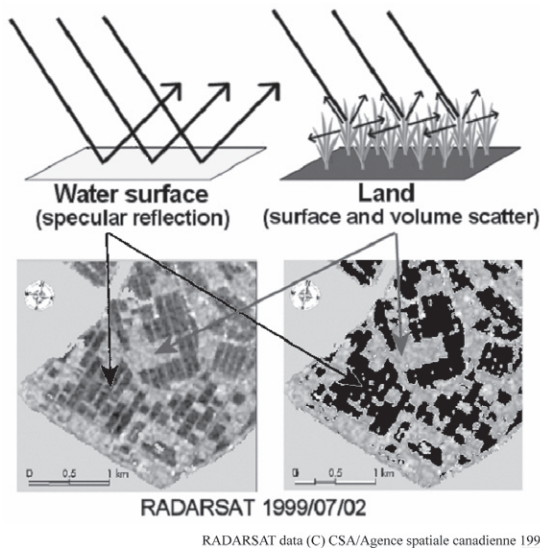 Water surface
(specular reflection)
Land
(surface and volume scatter)
0 0.5 1 km
0 0.5 1 km
RADARSAT 1999/07/02
RADARSAT data (C) CSA/Agence spatiale canadienne 199